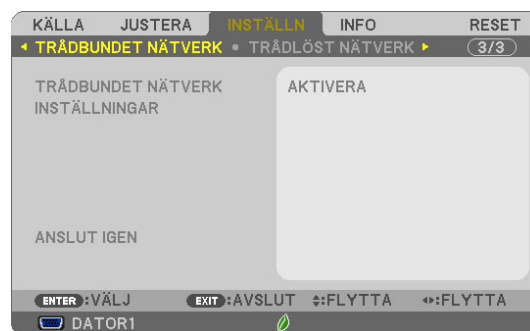 KÄLLA JUSTERA INSTÄLLN INFO RESET
TRÅDBUNDET NÄTVERK TRÅDLÖST NÄTVERK 3/3
TRÅDBUNDET NÄTVERK AKTIVERA
INSTÄLLNINGAR
ANSLUT IGEN
ENTER :VÄLJ EXIT :AVSLUT :FLYTTA :FLYTTA
DATOR1